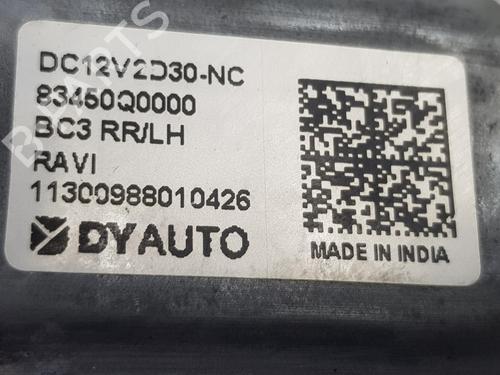 DC12V2D30-NC
83460Q0000
BC3 RR/LH
RAVI
11300988010426
DYAUTO
MADE IN INDIA